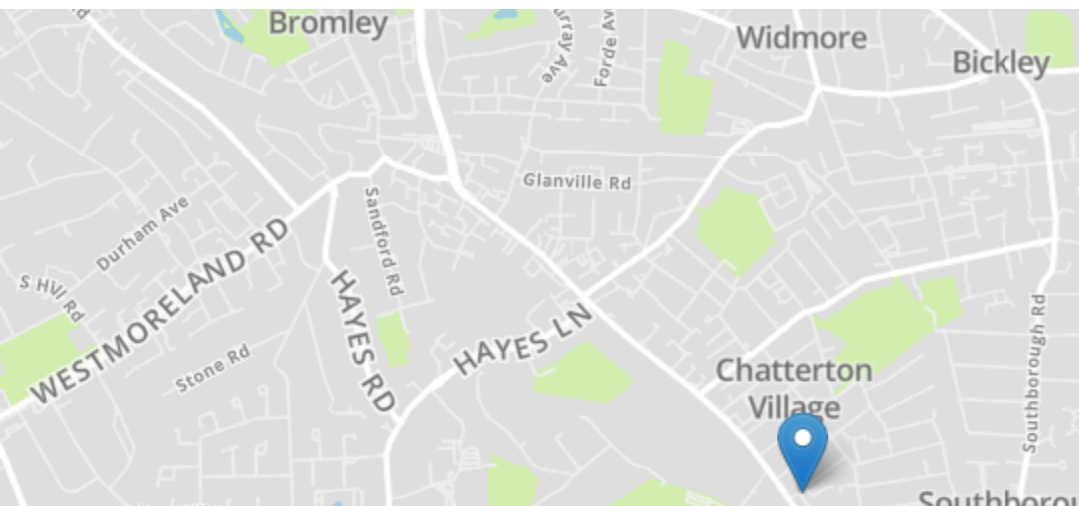 Bromley
Widmore
Bickley
Forde Av
Glanville Rd
Durham Ave
Sandford Rd
WESTMORELAND RD
S Hill Rd
HAYES RD
HAYES LN
Stone Rd
Chatterton
Village
Southborough Rd